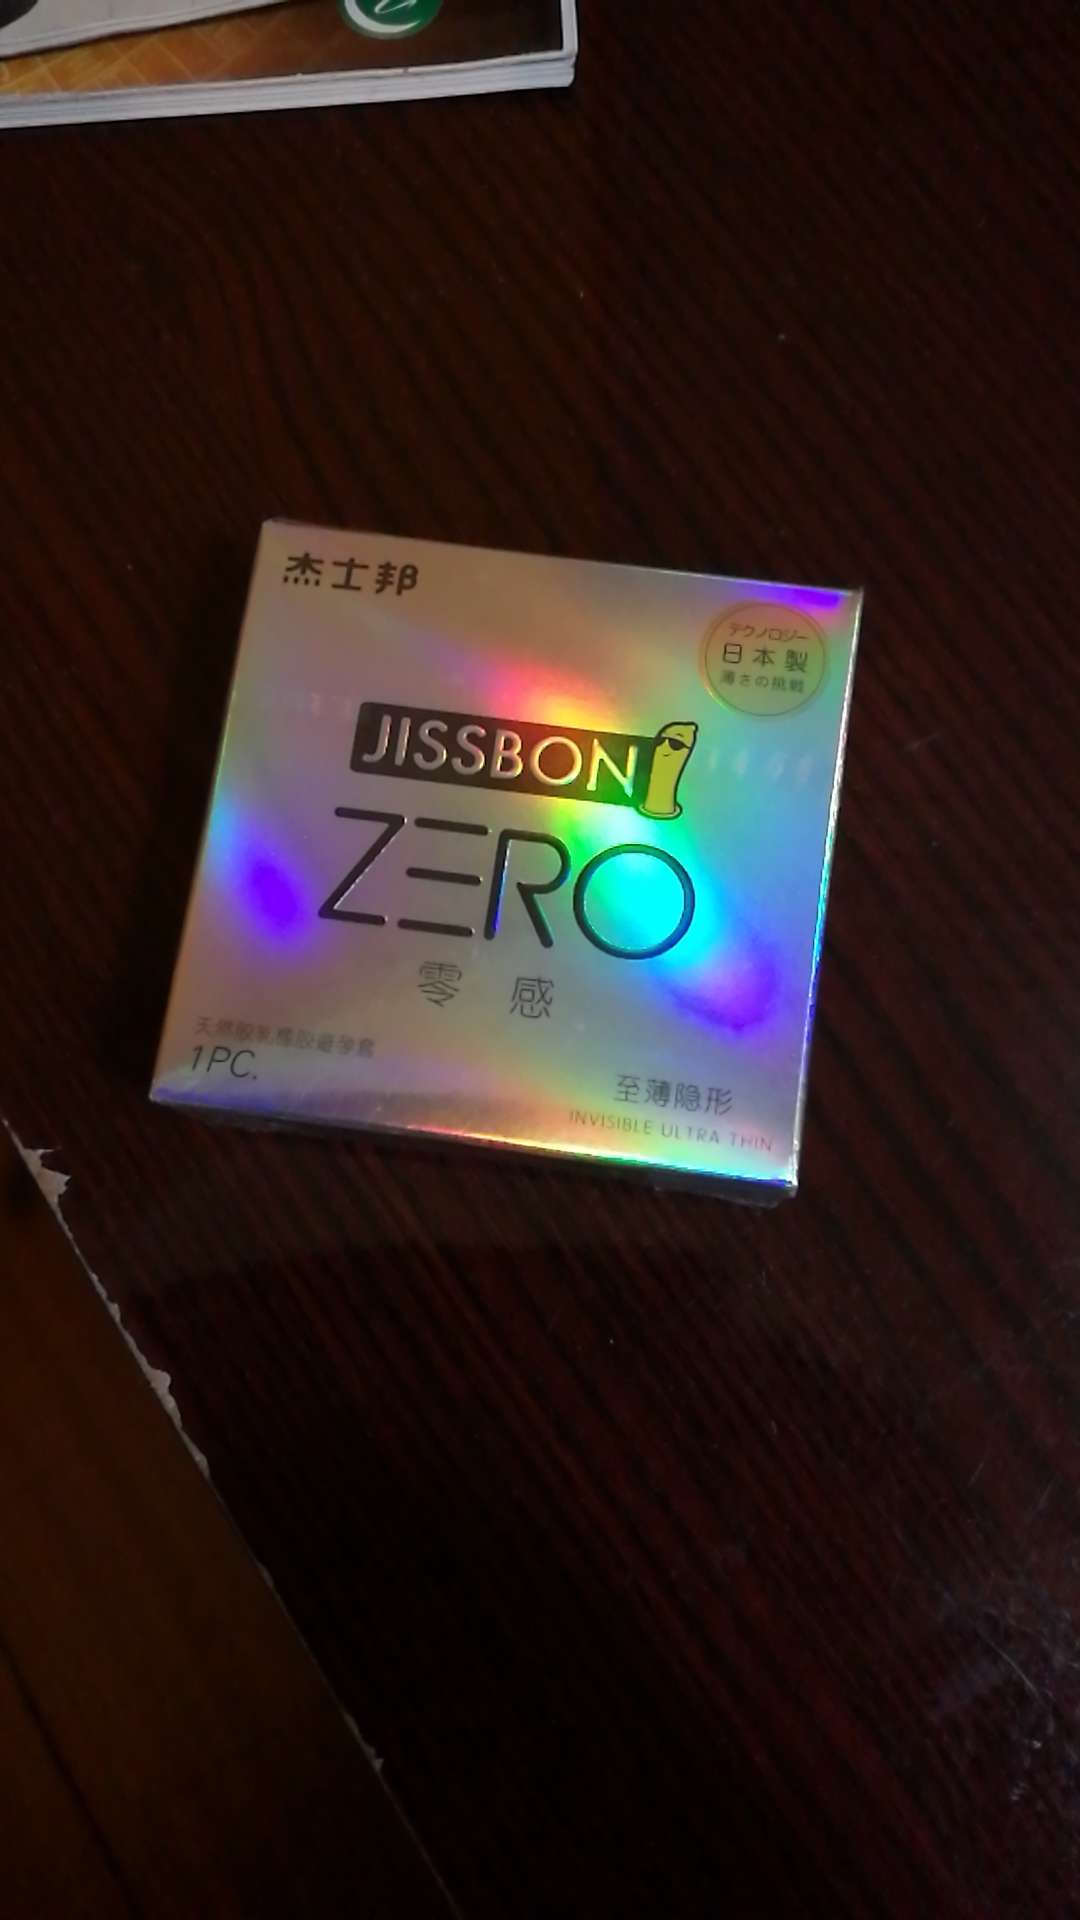 杰士邦
テクノロジー
日本製
薄さの挑戦
JISSBON
ZERO
零感
天然胶乳橡胶避孕套
1PC.
至薄隐形
INVISIBLE ULTRA THIN